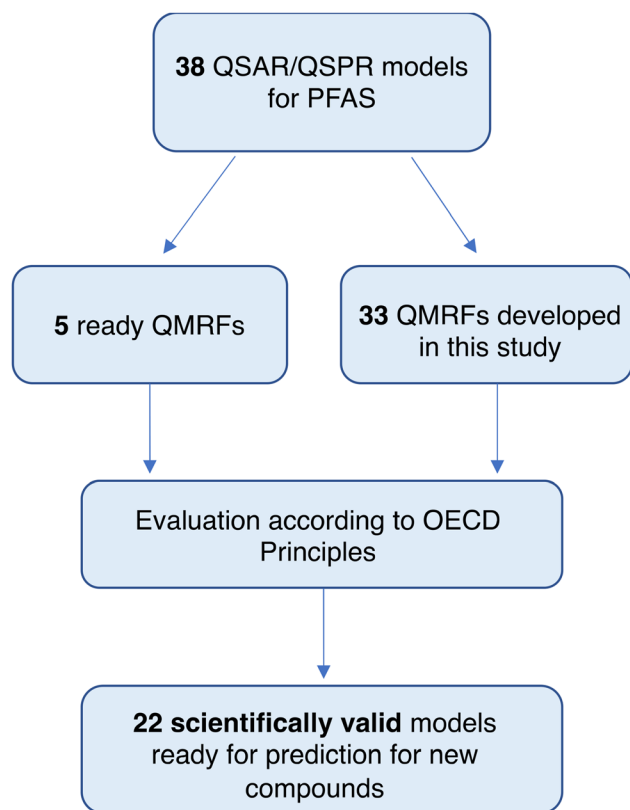 38 QSAR/QSPR models
for PFAS
5 ready QMRFs
33 QMRFs developed
in this study
Evaluation according to OECD
Principles
22 scientifically valid models
ready for prediction for new
compounds